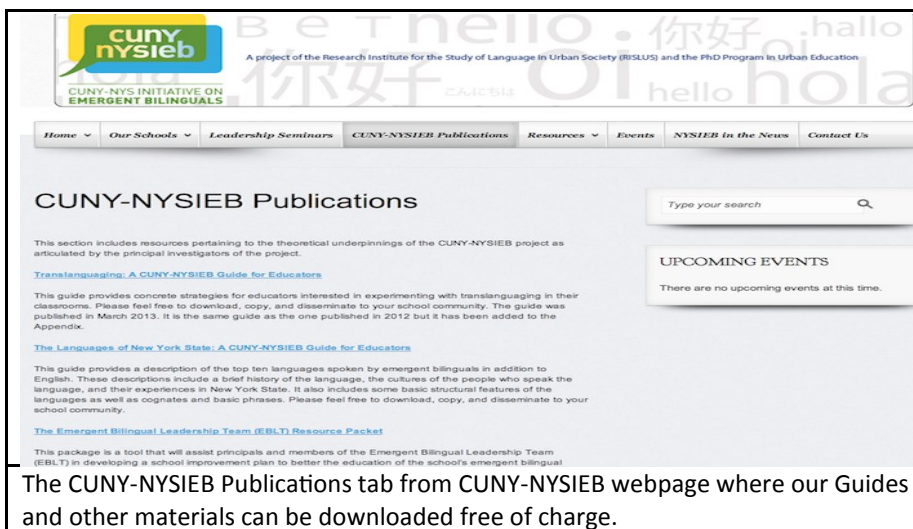 B e T hello • 你好 hallo
cuny
nysieb
A project of the Research Institute for the Study of Language in Urban Society (RISLUS) and the PhD Program in Urban Education
hola 你好 Oi hello hola
CUNY-NYS INITIATIVE ON
EMERGENT BILINGUALS
Home Our Schools Leadership Seminars CUNY-NYSIEB Publications Resources Events NYSIEB in the News Contact Us
CUNY-NYSIEB Publications
Type your search
This section includes resources pertaining to the theoretical underpinnings of the CUNY-NYSIEB project as
articulated by the principal investigators of the project.
UPCOMING EVENTS
There are no upcoming events at this time.
Translanguaging: A CUNY-NYSIEB Guide for Educators
This guide provides concrete strategies for educators interested in experimenting with translanguaging in their
classrooms. Please feel free to download, copy, and disseminate to your school community. The guide was
published in March 2013. It is the same guide as the one published in 2012 but it has been added to the
Appendix.
The Languages of New York State: A CUNY-NYSIEB Guide for Educators
This guide provides a description of the top ten languages spoken by emergent bilinguals in addition to
English. These descriptions include a brief history of the language, the cultures of the people who speak the
language, and their experiences in New York State. It also includes some basic structural features of the
languages as well as cognates and basic phrases. Please feel free to download, copy, and disseminate to your
school community.
The Emergent Bilingual Leadership Team (EBLT) Resource Packet
This package is a tool that will assist principals and members of the Emergent Bilingual Leadership Team
(EBLT) in developing a school improvement plan to better the education of the school's emergent bilingual
The CUNY-NYSIEB Publications tab from CUNY-NYSIEB webpage where our Guides
and other materials can be downloaded free of charge.